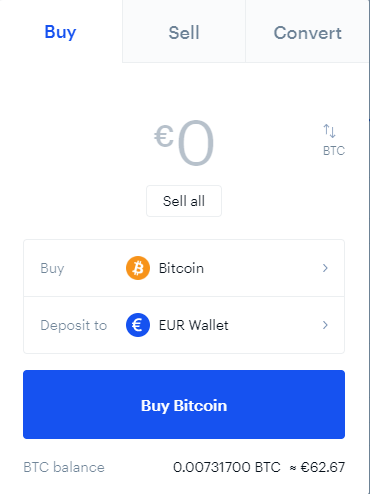 Buy Sell Convert
€0
BTC
Sell all
Buy Bitcoin
Deposit to EUR Wallet
Buy Bitcoin
BTC balance 0.00731700 BTC ≈ €62.67